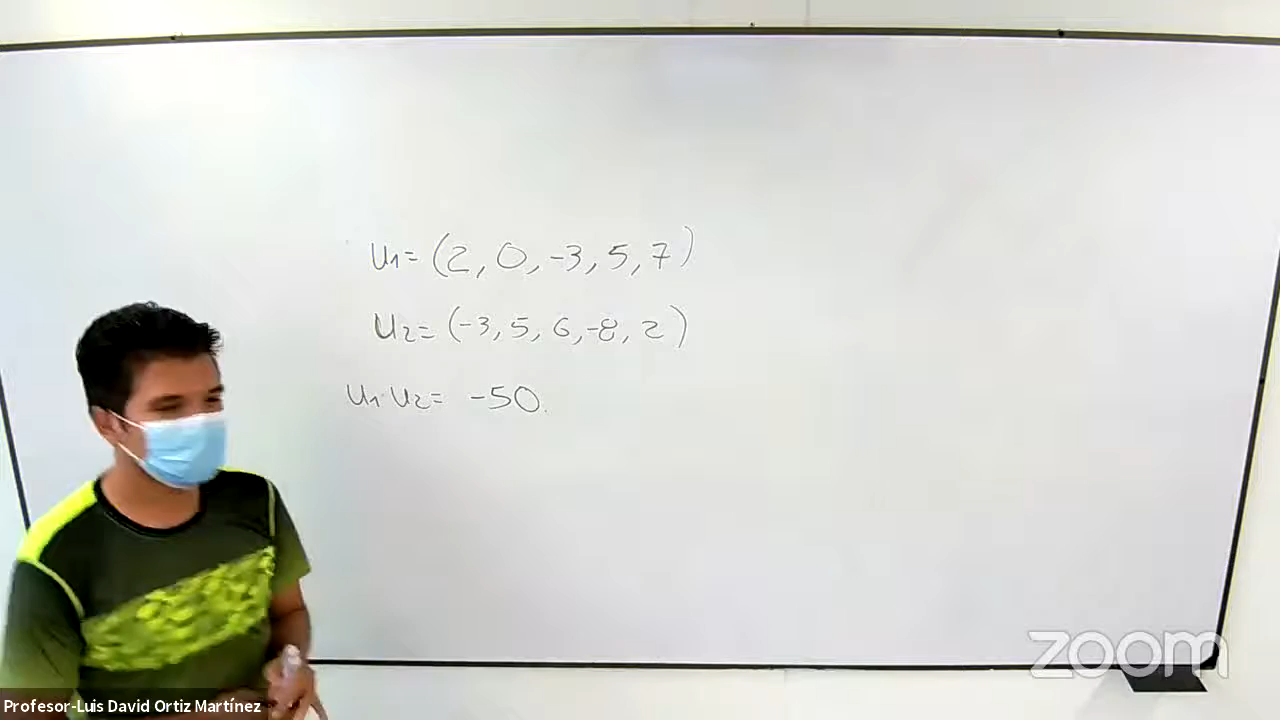 u1=(2, 0, -3, 5, 7)
u2=(-3, 5, 6, -8, 2)
u1·u2= -50.
zoom
Profesor-Luis David Ortiz Martínez